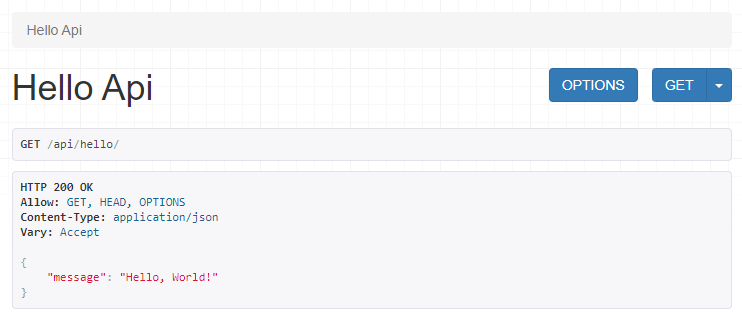 Hello Api
Hello Api
OPTIONS
GET
GET /api/hello/
HTTP 200 OK
Allow: GET, HEAD, OPTIONS
Content-Type: application/json
Vary: Accept
{
    "message": "Hello, World!"
}